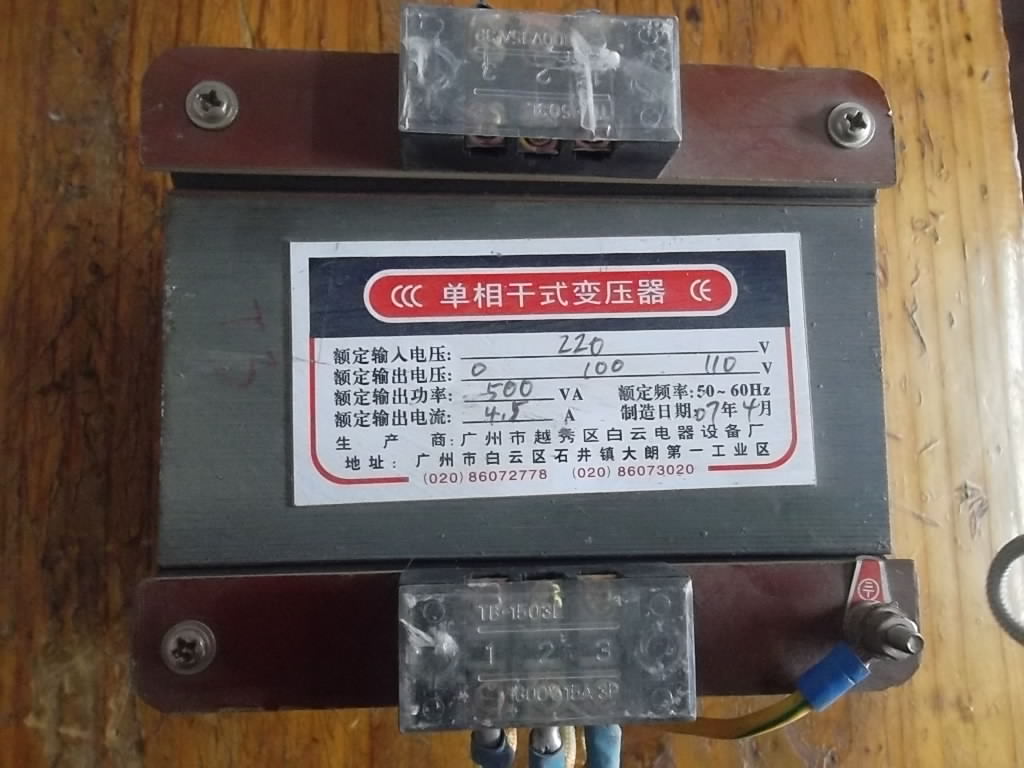 单相干式变压器 CE
额定输入电压: 220 V
额定输出电压: 0 100 110 V
额定输出功率: 500 VA 额定频率: 50~60Hz
额定输出电流: 4.5 A 制造日期: 07年4月
生产商: 广州市越秀区白云电器设备厂
地址: 广州市白云区石井镇大朗第一工业区
(020) 86072778 (020) 86073020
TB-1503L
1 2 3
600V 15A 3P